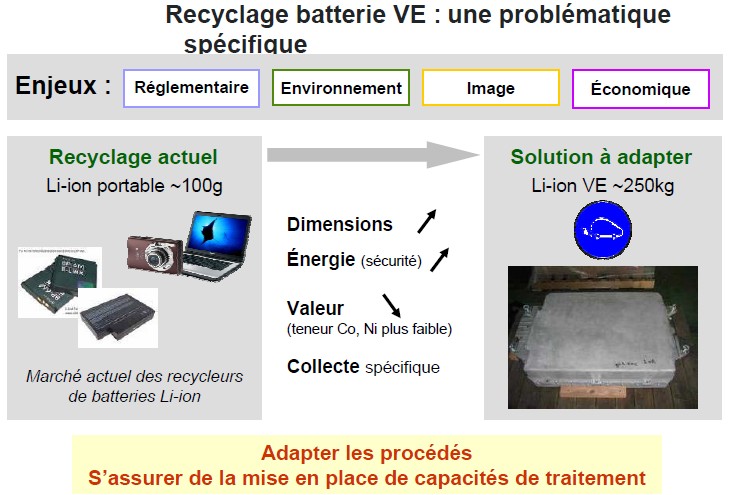 Recyclage batterie VE : une problématique
spécifique
Enjeux :
Réglementaire
Environnement
Image
Économique
Recyclage actuel
Li-ion portable ~100g
Marché actuel des recycleurs
de batteries Li-ion
Dimensions
Énergie (sécurité)
Valeur
(teneur Co, Ni plus faible)
Collecte spécifique
Solution à adapter
Li-ion VE ~250kg
Adapter les procédés
S’assurer de la mise en place de capacités de traitement